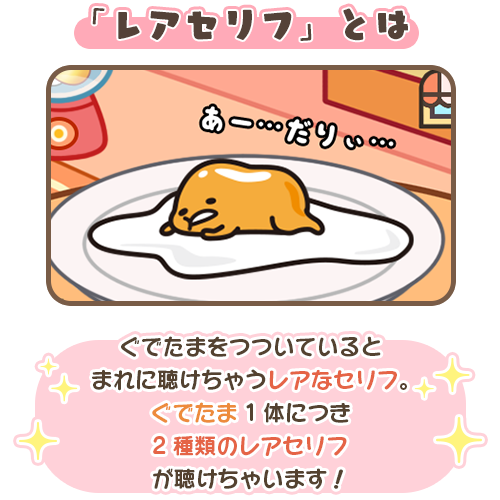 「レアセリフ」とは
あー…だりぃ…
ぐでたまをつついていると
まれに聴けちゃうレアなセリフ。
ぐでたま1体につき
2種類のレアセリフ
が聴けちゃいます！